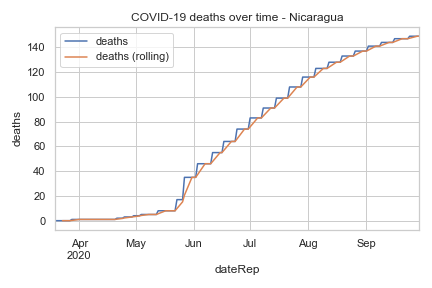 COVID-19 deaths over time - Nicaragua
deaths
deaths (rolling)
140
120
100
80
60
40
20
0
deaths
Apr
2020
May
Jun
Jul
Aug
Sep
dateRep